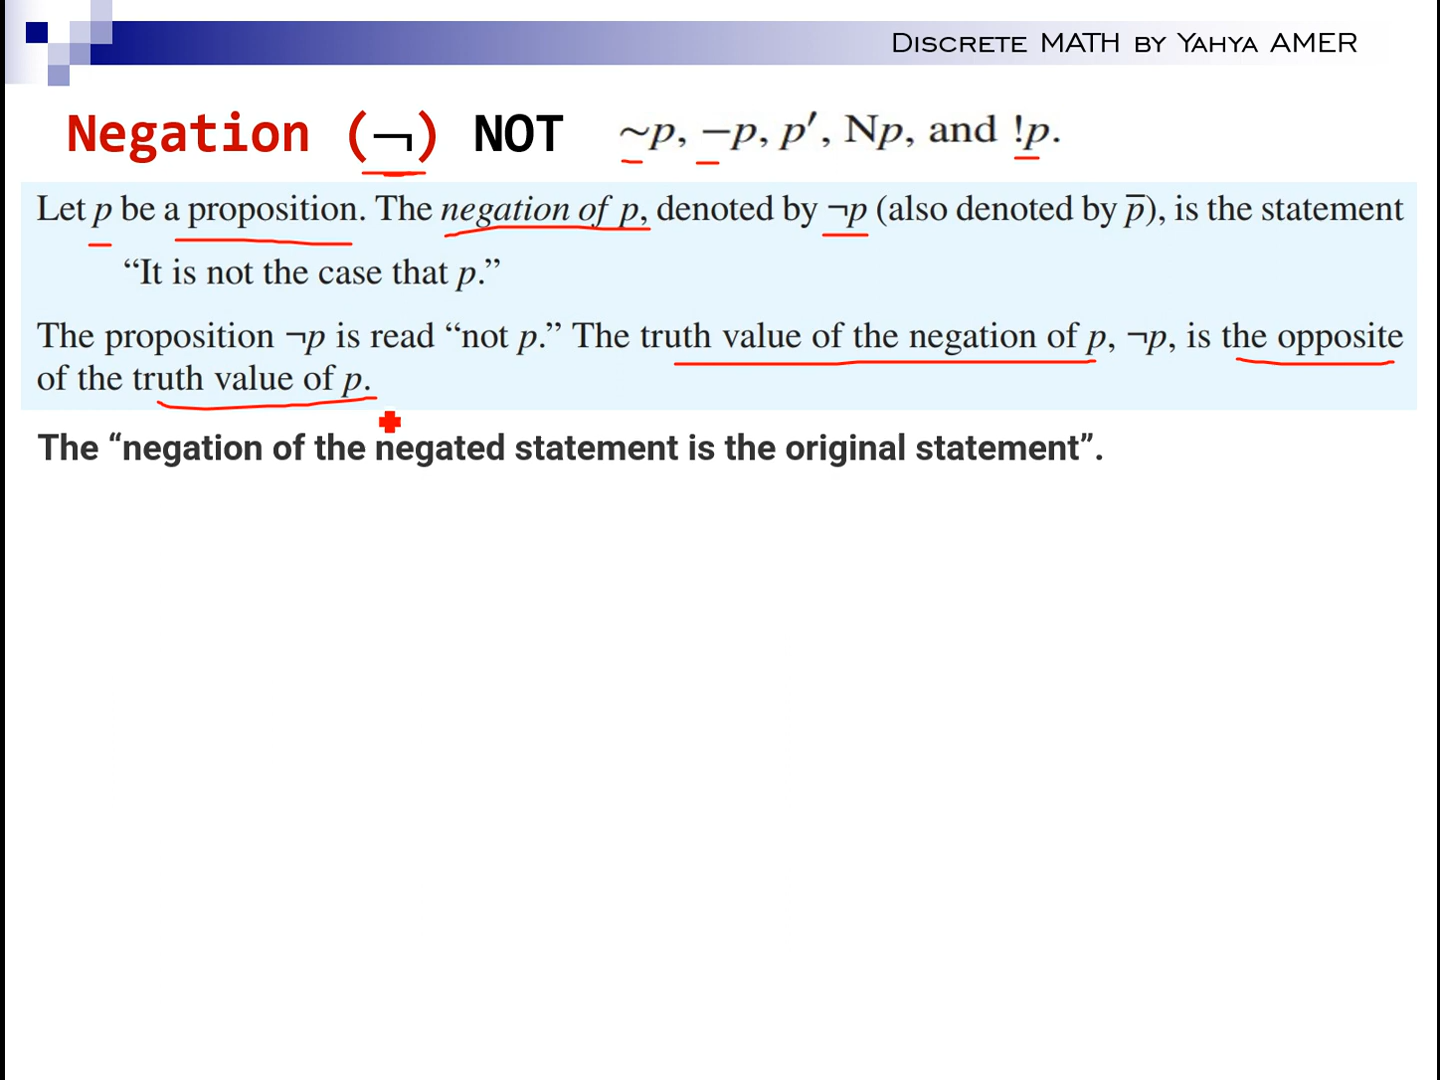 DISCRETE MATH BY YAHYA AMER
Negation (¬) NOT ~p, −p, p′, Np, and !p.
Let p be a proposition. The negation of p, denoted by ¬p (also denoted by p̅), is the statement
“It is not the case that p.”
The proposition ¬p is read “not p.” The truth value of the negation of p, ¬p, is the opposite
of the truth value of p.
The “negation of the negated statement is the original statement”.